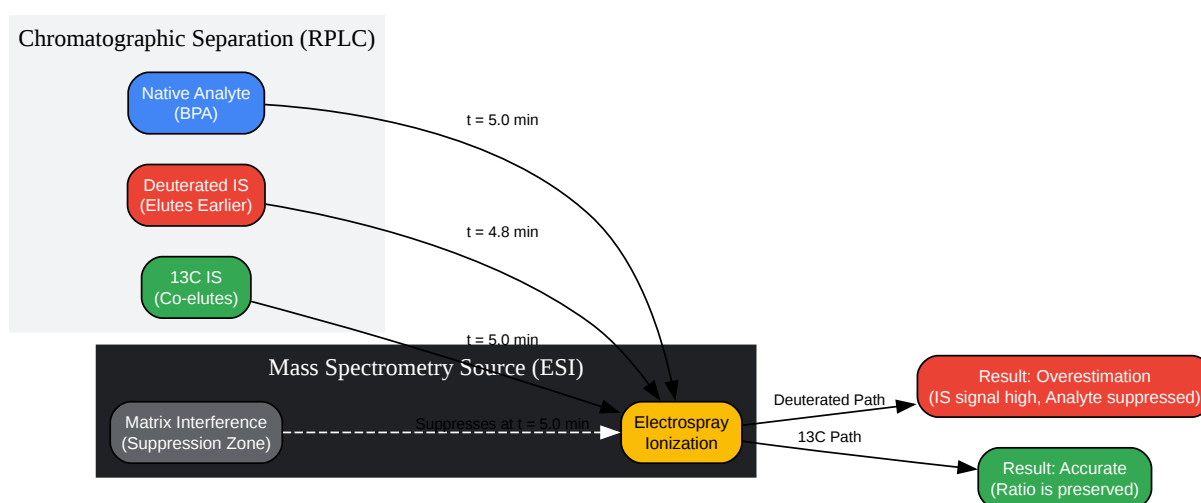 Chromatographic Separation (RPLC)
Native Analyte
(BPA)
t = 5.0 min
Deuterated IS
(Elutes Earlier)
t = 4.8 min
13C IS
(Co-elutes)
t = 5.0 min
Mass Spectrometry Source (ESI)
Matrix Interference
(Suppression Zone)
Suppresses at t = 5.0 min
Electrospray
Ionization
Deuterated Path
13C Path
Result: Overestimation
(IS signal high, Analyte suppressed)
Result: Accurate
(Ratio is preserved)